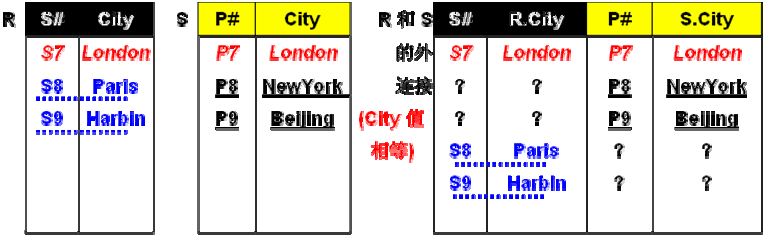 R S# City S P# City R 和 S S# R.City P# S.City
S7 London P7 London 的外 S7 London P7 London
S8 Paris P8 NewYork 连接 ? ? P8 NewYork
S9 Harbin P9 Beijing (City 值 ? ? P9 Beijing
相等) S8 Paris ? ?
S9 Harbin ? ?